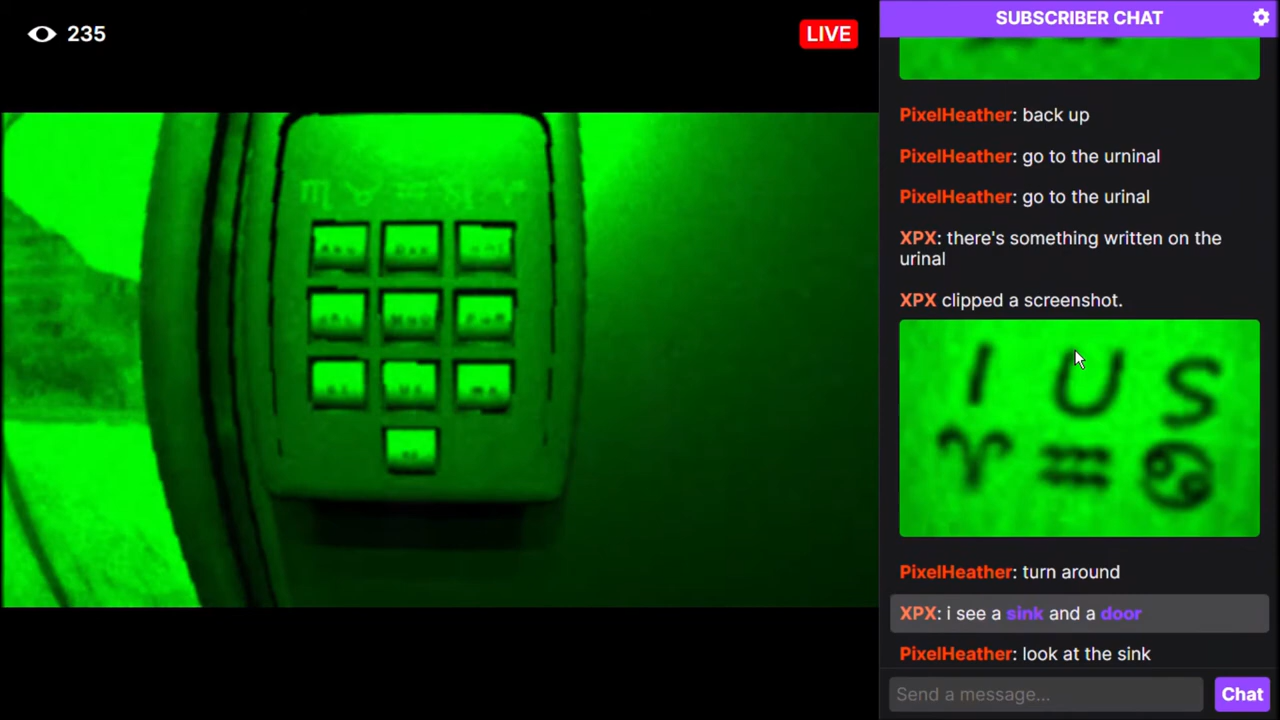 235
LIVE
SUBSCRIBER CHAT
PixelHeather: back up
PixelHeather: go to the urninal
PixelHeather: go to the urinal
XPX: there's something written on the
urinal
XPX clipped a screenshot.
I U S
♈ ♒ ♋
PixelHeather: turn around
XPX: i see a sink and a door
PixelHeather: look at the sink
Send a message...
Chat